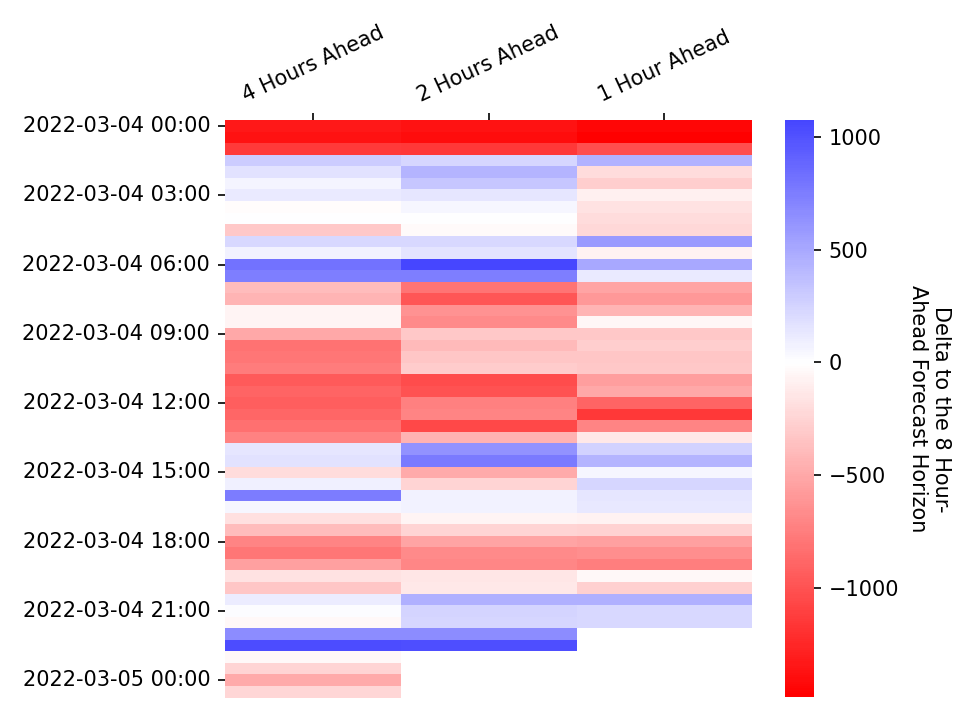 4 Hours Ahead
2 Hours Ahead
1 Hour Ahead
2022-03-04 00:00
2022-03-04 03:00
2022-03-04 06:00
2022-03-04 09:00
2022-03-04 12:00
2022-03-04 15:00
2022-03-04 18:00
2022-03-04 21:00
2022-03-05 00:00
1000
500
0
−500
−1000
Delta to the 8 Hour-
Ahead Forecast Horizon